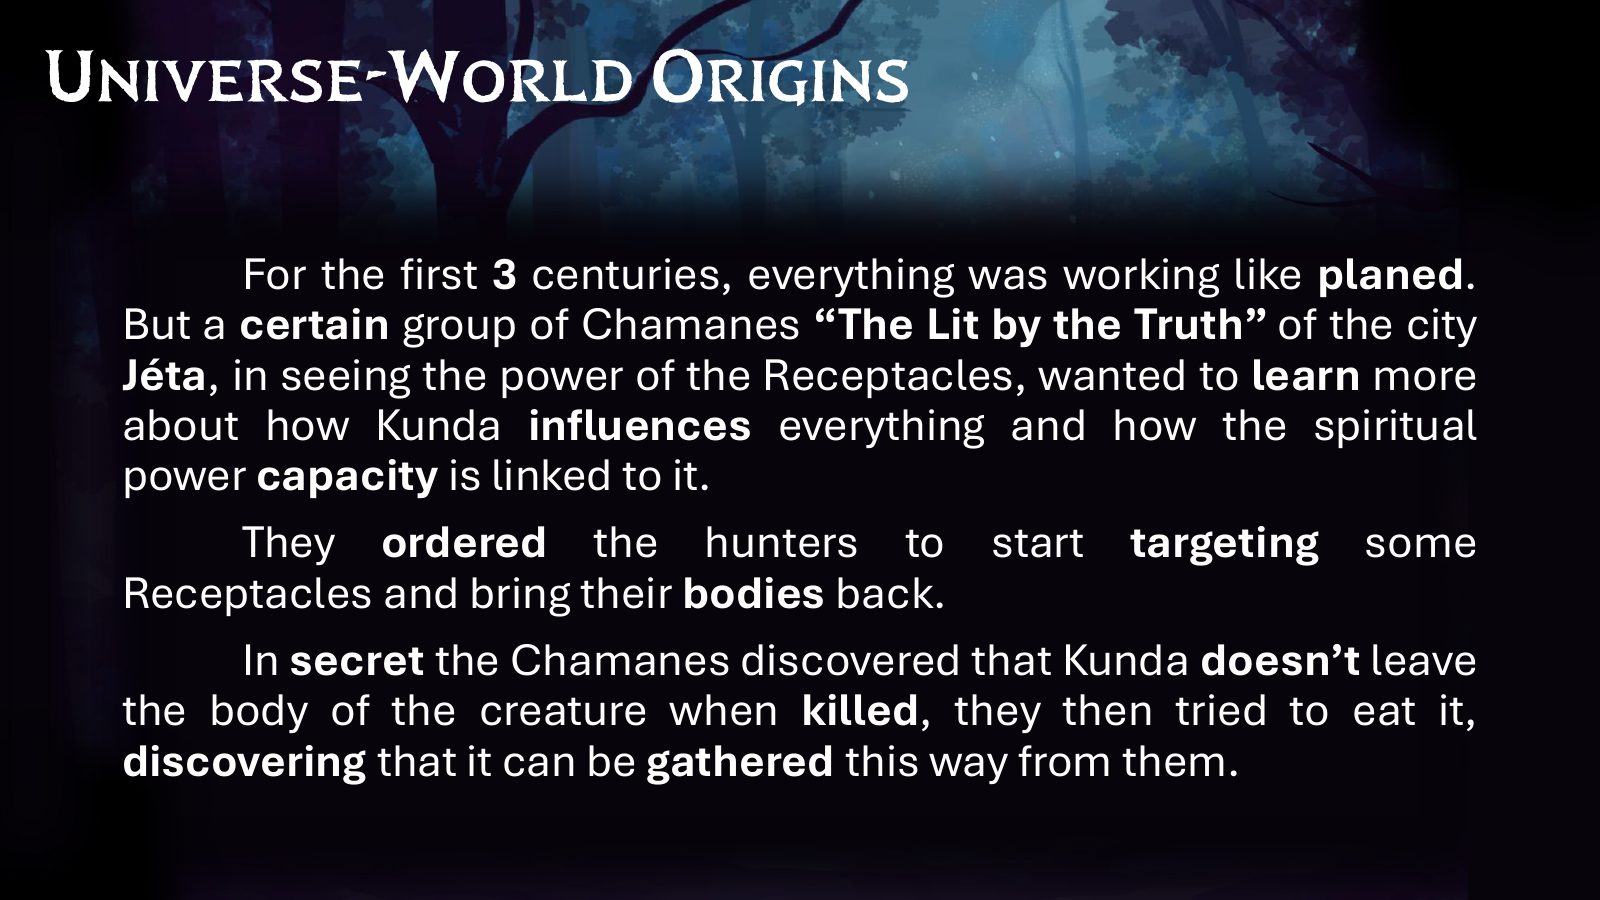 Universe-World Origins
For the first 3 centuries, everything was working like planed.
But a certain group of Chamanes “The Lit by the Truth” of the city
Jéta, in seeing the power of the Receptacles, wanted to learn more
about how Kunda influences everything and how the spiritual
power capacity is linked to it.
They ordered the hunters to start targeting some
Receptacles and bring their bodies back.
In secret the Chamanes discovered that Kunda doesn’t leave
the body of the creature when killed, they then tried to eat it,
discovering that it can be gathered this way from them.